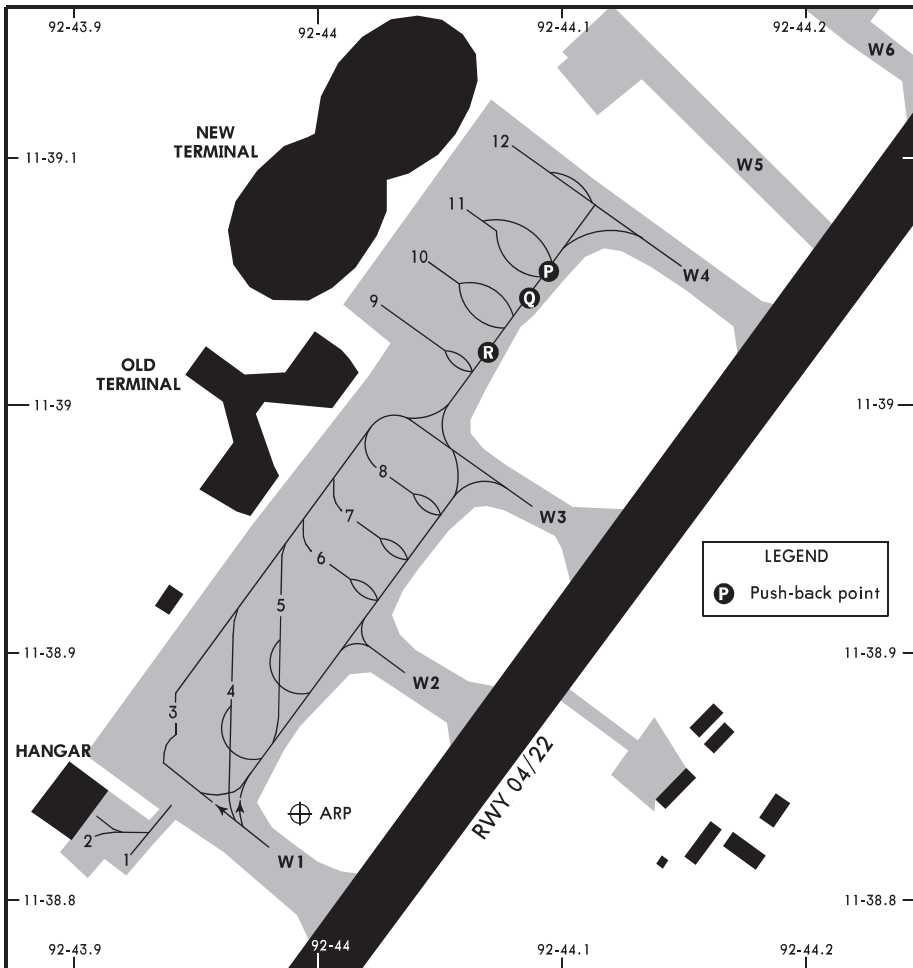 92-43.9
92-44
92-44.1
92-44.2
W6
NEW
TERMINAL
12
11-39.1
W5
11
10
P
W4
Q
9
R
OLD
TERMINAL
11-39
11-39
8
7
W3
6
LEGEND
P Push-back point
5
11-38.9
11-38.9
4
W2
3
HANGAR
RWY 04/22
ARP
2
1
W1
11-38.8
11-38.8
92-43.9
92-44
92-44.1
92-44.2